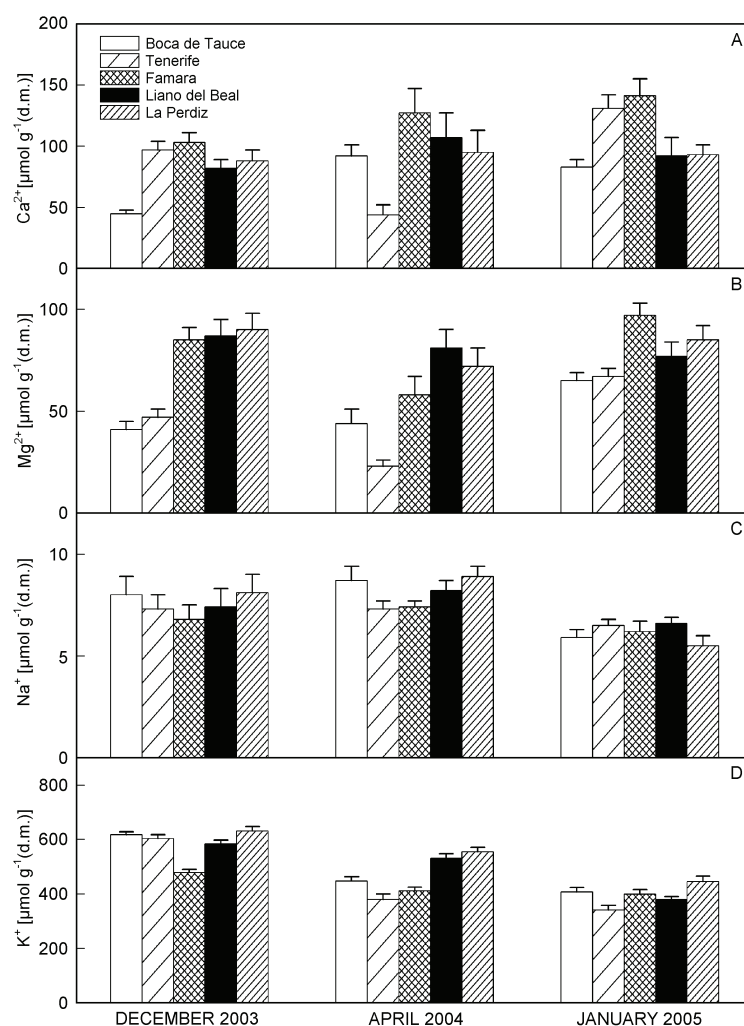 200
A
Boca de Tauce
Tenerife
Famara
Liano del Beal
La Perdiz
150
100
50
0
Ca²⁺[µmol g⁻¹(d.m.)]
B
100
50
0
Mg²⁺ [µmol g⁻¹(d.m.)]
C
10
5
0
Na⁺ [µmol g⁻¹(d.m.)]
D
800
600
400
200
0
K⁺ [µmol g⁻¹(d.m.)]
DECEMBER 2003 APRIL 2004 JANUARY 2005